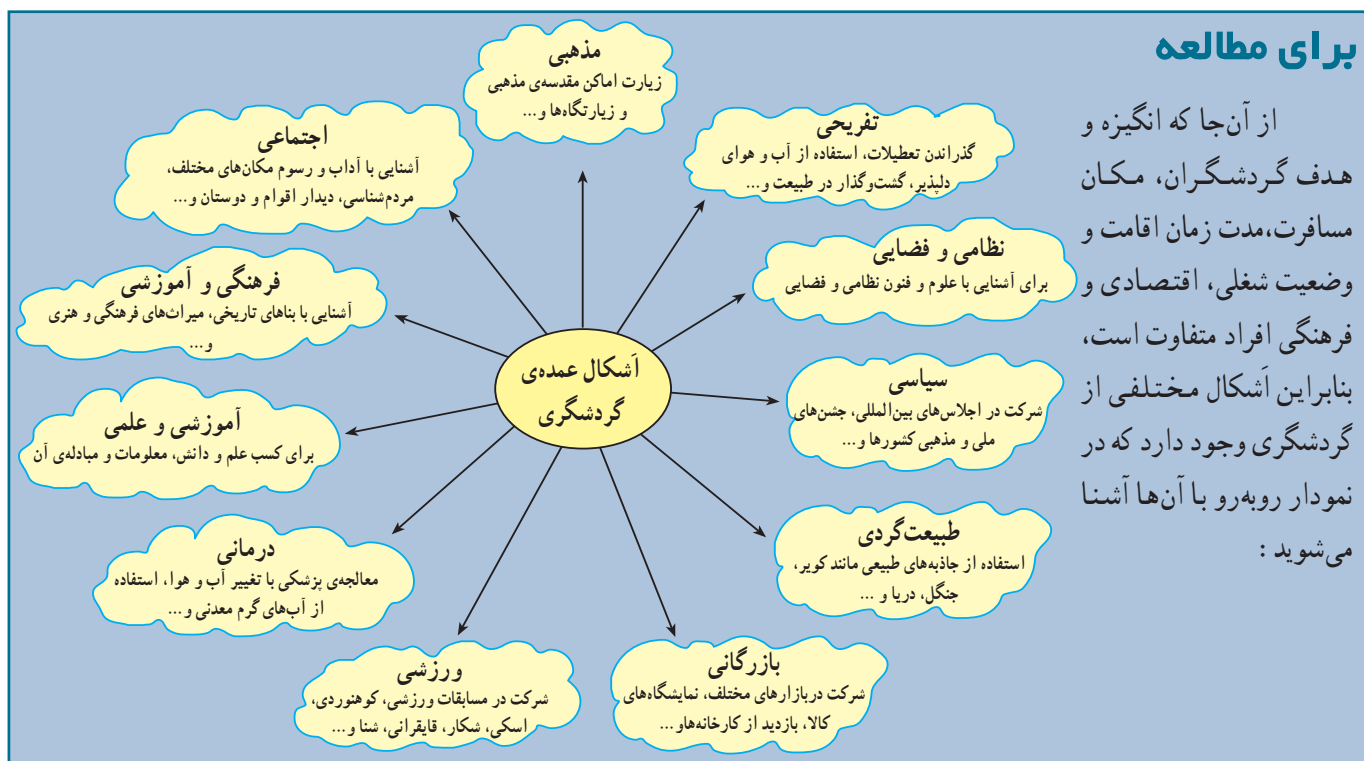 برای مطالعه
از آن‌جا که انگیزه و
هدف گردشگران، مکان
مسافرت،مدت زمان اقامت و
وضعیت شغلی، اقتصادی و
فرهنگی افراد متفاوت است،
بنابراین اَشکال مختلفی از
گردشگری وجود دارد که در
نمودار روبه‌رو با آن‌ها آشنا
می‌شوید :
اَشکال عمده‌ی
گردشگری
مذهبی
زیارت اماکن مقدسه‌ی مذهبی
و زیارتگاه‌ها و...
تفریحی
گذراندن تعطیلات، استفاده از آب و هوای
دلپذیر، گشت‌وگذار در طبیعت و...
نظامی و فضایی
برای آشنایی با علوم و فنون نظامی و فضایی
سیاسی
شرکت در اجلاس‌های بین‌المللی، جشن‌های
ملی و مذهبی کشورها و...
طبیعت‌گردی
استفاده از جاذبه‌های طبیعی مانند کویر،
جنگل، دریا و ...
بازرگانی
شرکت دربازارهای مختلف، نمایشگاه‌های
کالا، بازدید از کارخانه‌هاو...
ورزشی
شرکت در مسابقات ورزشی، کوهنوردی،
اسکی، شکار، قایقرانی، شنا و...
درمانی
معالجه‌ی پزشکی با تغییر آب و هوا، استفاده
از آب‌های گرم معدنی و...
آموزشی و علمی
برای کسب علم و دانش، معلومات و مبادله‌ی آن
فرهنگی و آموزشی
آشنایی با بناهای تاریخی، میراث‌های فرهنگی و هنری
و...
اجتماعی
آشنایی با آداب و رسوم مکان‌های مختلف،
مردم‌شناسی، دیدار اقوام و دوستان و...